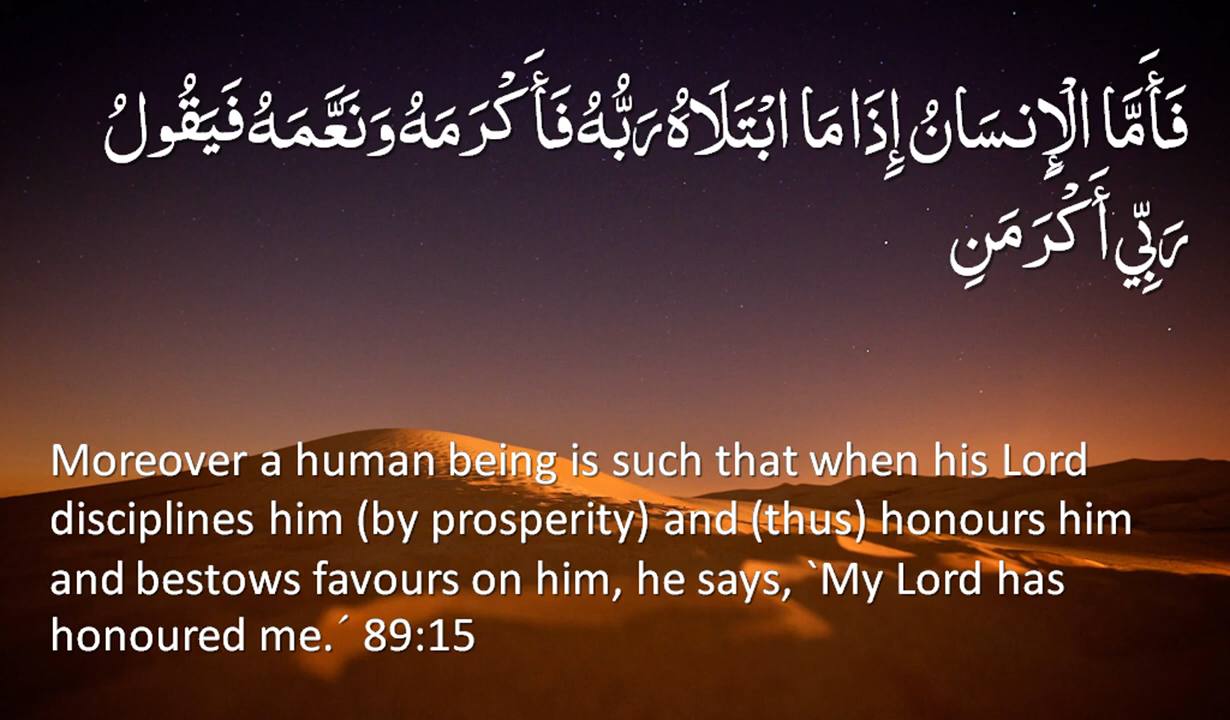 فَأَمَّا الْإِنسَانُ إِذَا مَا ابْتَلَاهُ رَبُّهُ فَأَكْرَمَهُ وَنَعَّمَهُ فَيَقُولُ
رَبِّي أَكْرَمَنِ
Moreover a human being is such that when his Lord
disciplines him (by prosperity) and (thus) honours him
and bestows favours on him, he says, `My Lord has
honoured me.´ 89:15